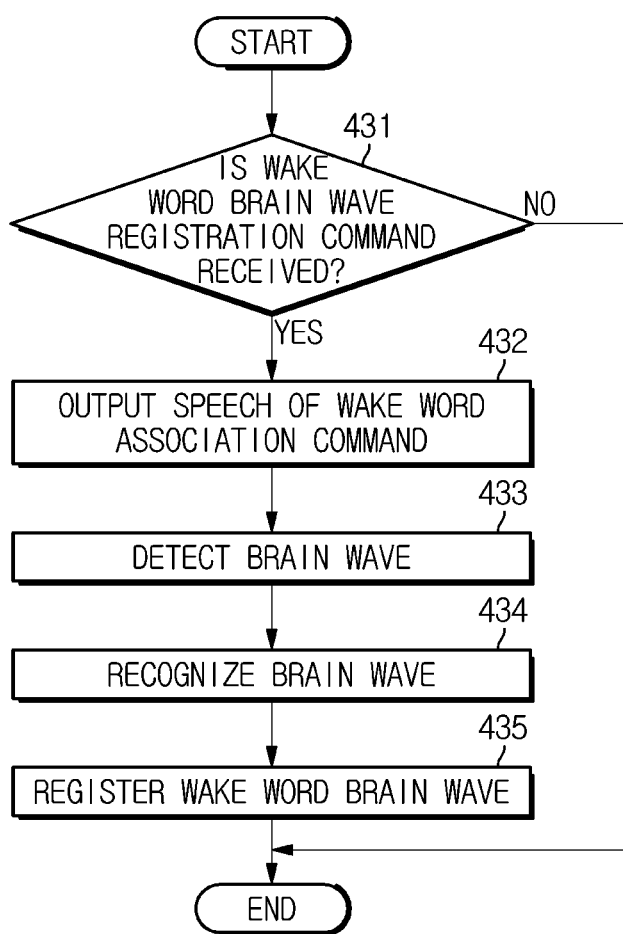 START
431
IS WAKE
WORD BRAIN WAVE
REGISTRATION COMMAND
RECEIVED?
NO
YES
432
OUTPUT SPEECH OF WAKE WORD
ASSOCIATION COMMAND
433
DETECT BRAIN WAVE
434
RECOGNIZE BRAIN WAVE
435
REGISTER WAKE WORD BRAIN WAVE
END